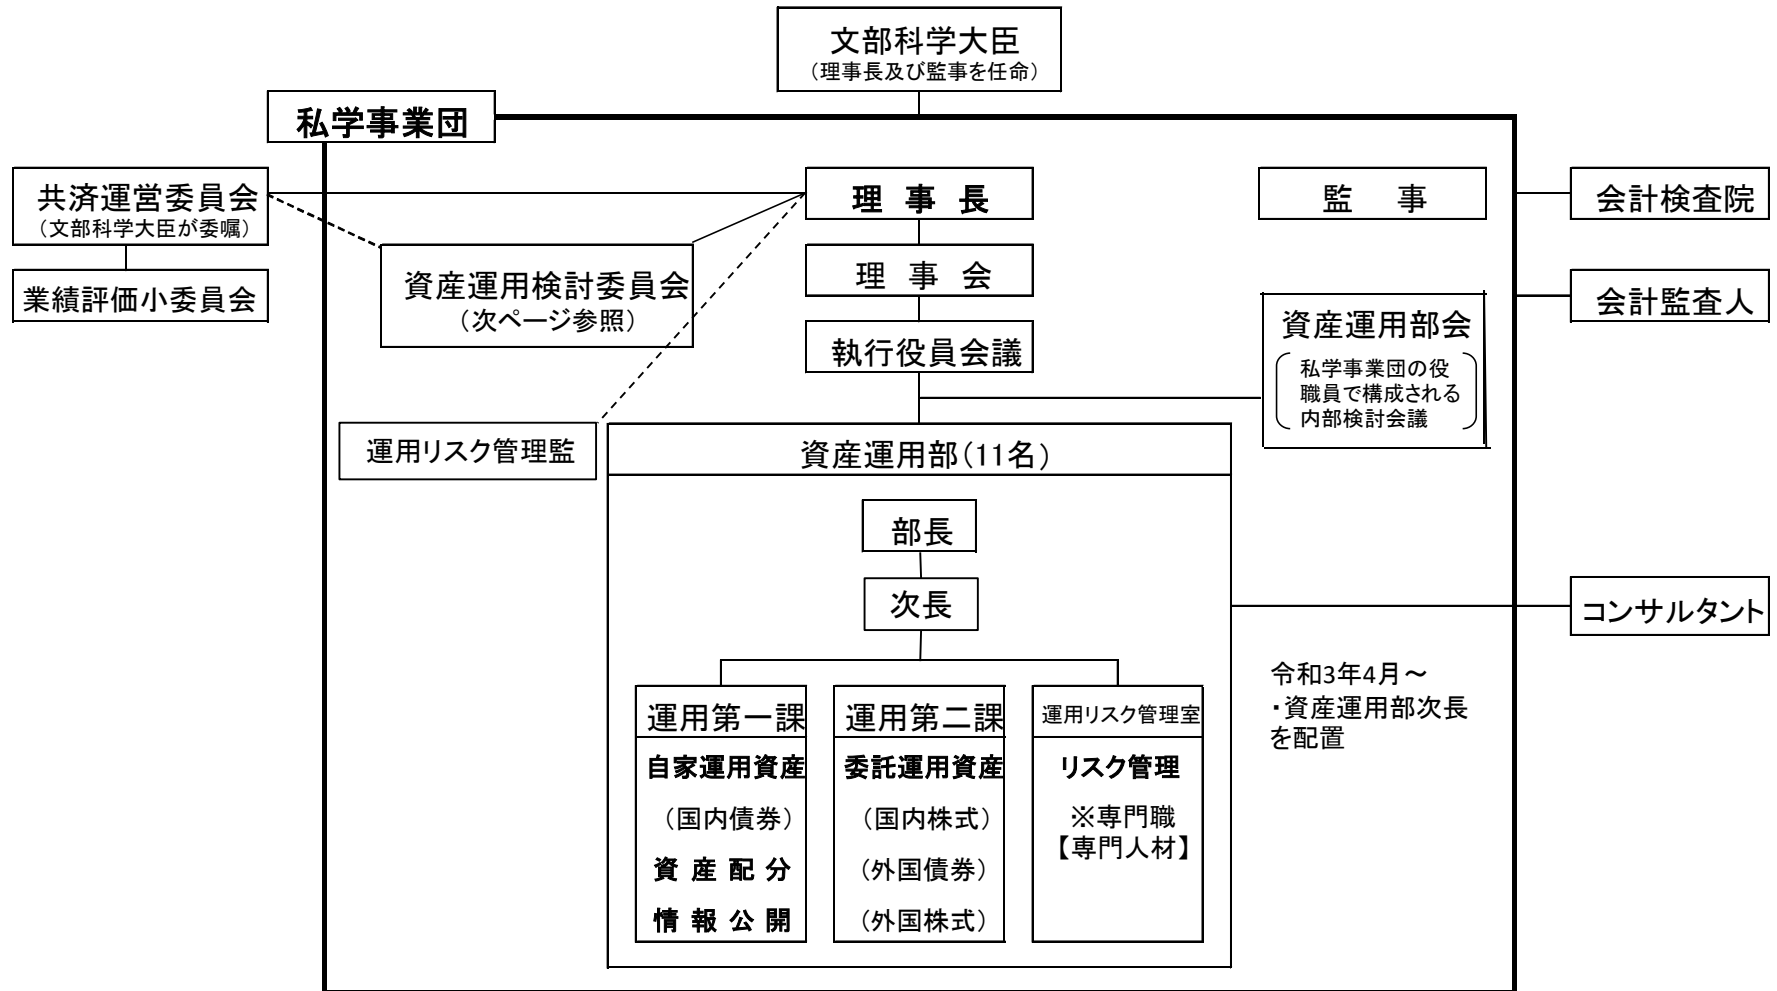 文部科学大臣
（理事長及び監事を任命）
私学事業団
共済運営委員会
（文部科学大臣が委嘱）
業績評価小委員会
理 事 長
理 事 会
執行役員会議
監 事
会計検査院
会計監査人
資産運用検討委員会
（次ページ参照）
資産運用部会
私学事業団の役
職員で構成される
内部検討会議
運用リスク管理監
資産運用部（11名）
部長
次長
コンサルタント
運用第一課
自家運用資産
（国内債券）
資 産 配 分
情 報 公 開
運用第二課
委託運用資産
（国内株式）
（外国債券）
（外国株式）
運用リスク管理室
リスク管理
※専門職
【専門人材】
令和3年4月～
・資産運用部次長
を配置